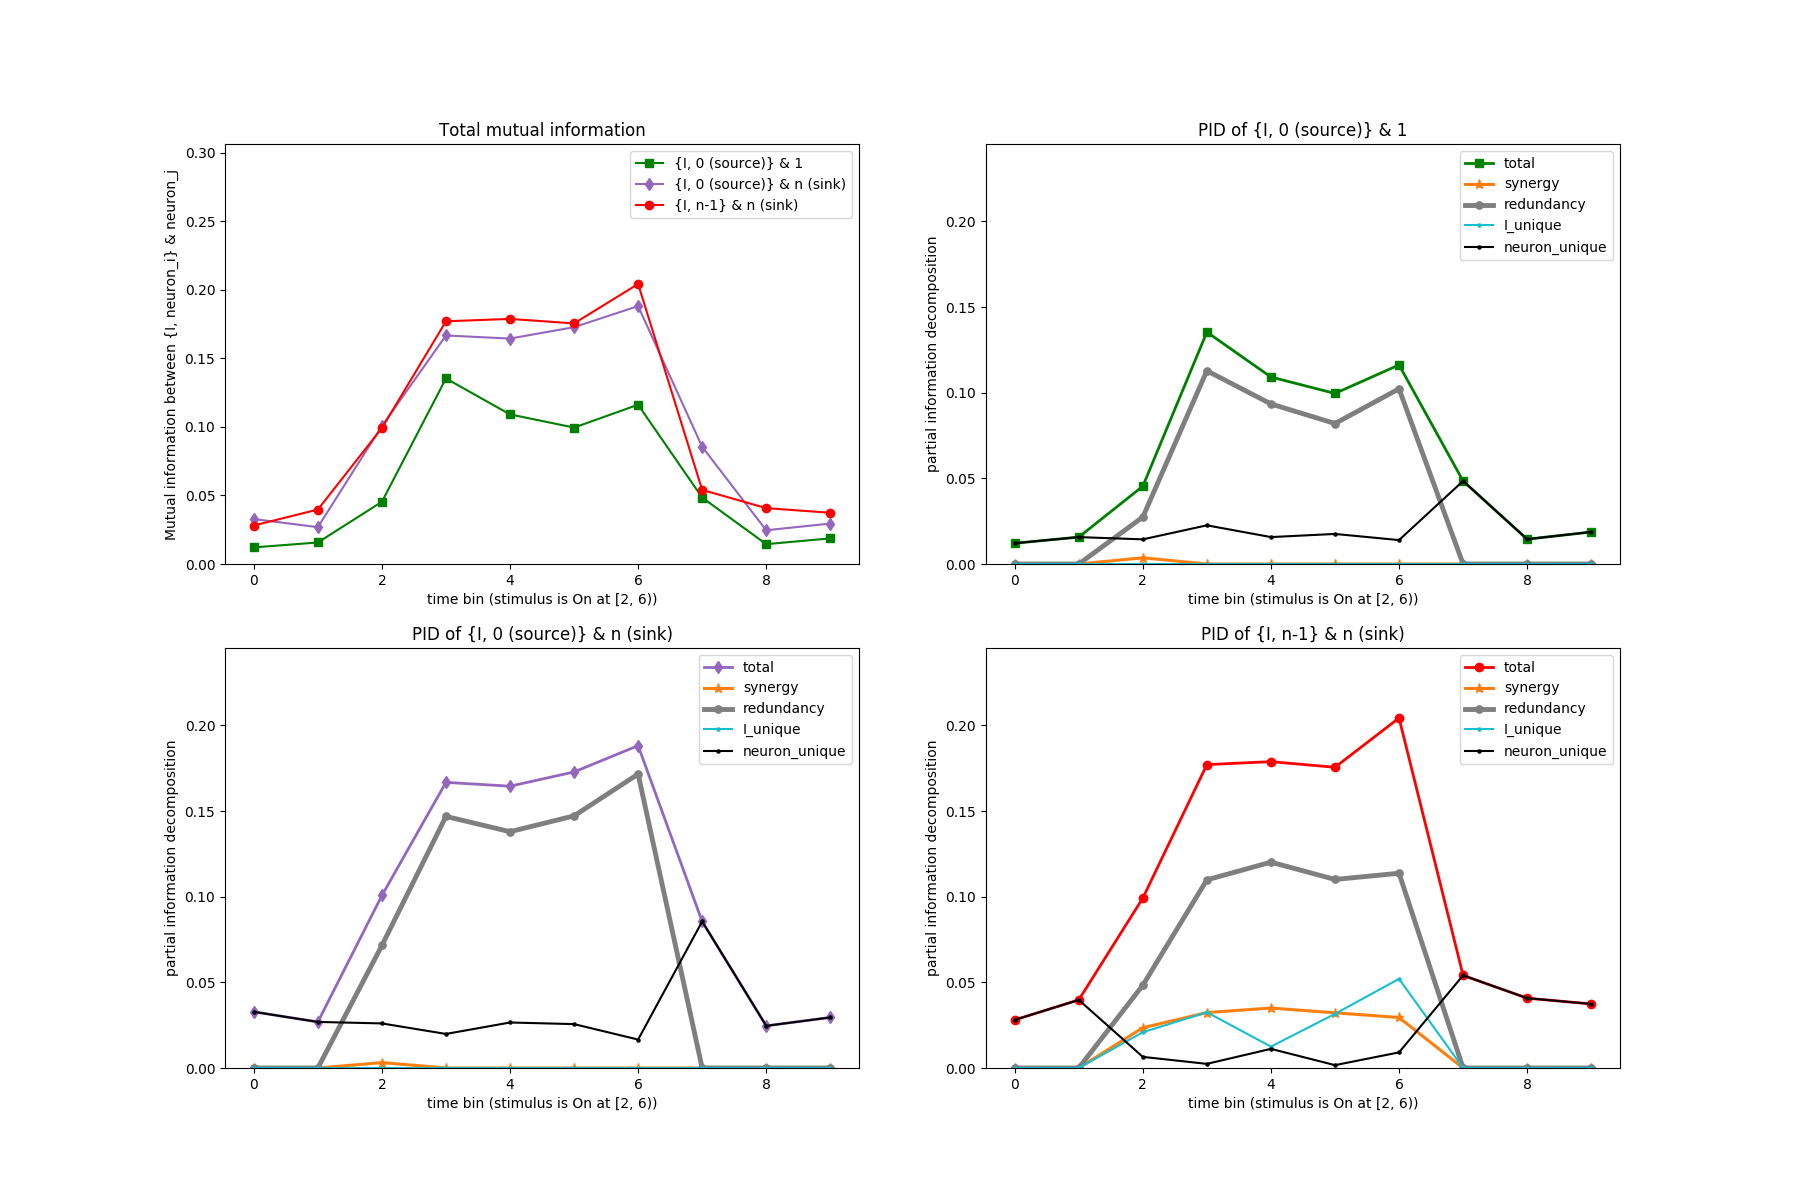 Total mutual information
Mutual information between {I, neuron_i} & neuron_j
0.30
0.25
0.20
0.15
0.10
0.05
0.00
{I, 0 (source)} & 1
{I, 0 (source)} & n (sink)
{I, n-1} & n (sink)
0 2 4 6 8
time bin (stimulus is On at [2, 6))
PID of {I, 0 (source)} & 1
partial information decomposition
0.20
0.15
0.10
0.05
0.00
total
synergy
redundancy
I_unique
neuron_unique
0 2 4 6 8
time bin (stimulus is On at [2, 6))
PID of {I, 0 (source)} & n (sink)
partial information decomposition
0.20
0.15
0.10
0.05
0.00
total
synergy
redundancy
I_unique
neuron_unique
0 2 4 6 8
time bin (stimulus is On at [2, 6))
PID of {I, n-1} & n (sink)
partial information decomposition
0.20
0.15
0.10
0.05
0.00
total
synergy
redundancy
I_unique
neuron_unique
0 2 4 6 8
time bin (stimulus is On at [2, 6))